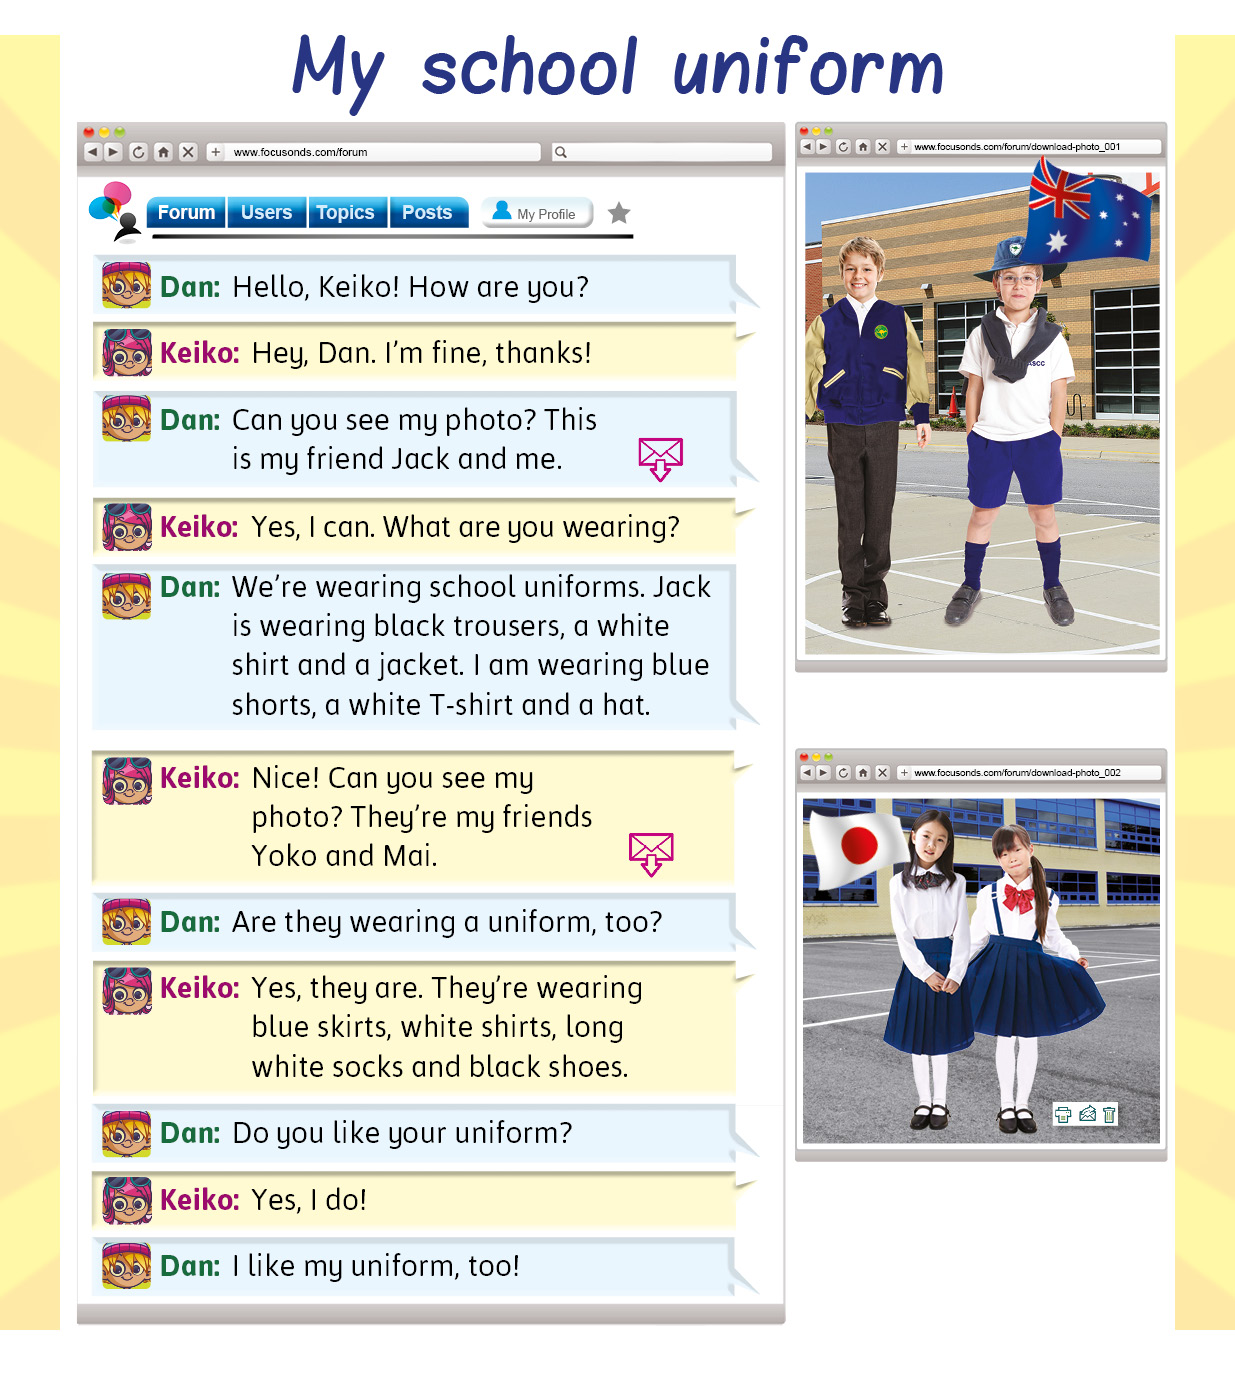 My school uniform
www.focusonds.com/forum
Forum Users Topics Posts My Profile
Dan: Hello, Keiko! How are you?
Keiko: Hey, Dan. I'm fine, thanks!
Dan: Can you see my photo? This
is my friend Jack and me.
Keiko: Yes, I can. What are you wearing?
Dan: We're wearing school uniforms. Jack
is wearing black trousers, a white
shirt and a jacket. I am wearing blue
shorts, a white T-shirt and a hat.
Keiko: Nice! Can you see my
photo? They're my friends
Yoko and Mai.
Dan: Are they wearing a uniform, too?
Keiko: Yes, they are. They're wearing
blue skirts, white shirts, long
white socks and black shoes.
Dan: Do you like your uniform?
Keiko: Yes, I do!
Dan: I like my uniform, too!
www.focusonds.com/forum/download-photo_001
www.focusonds.com/forum/download-photo_002